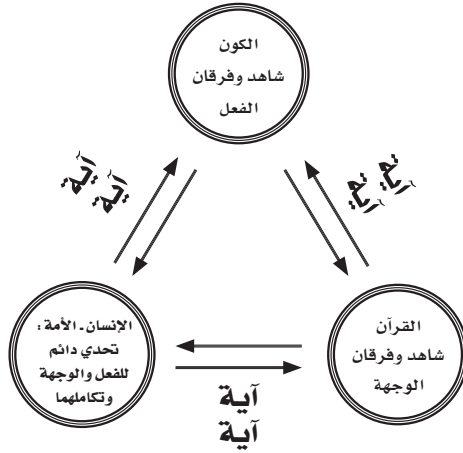 الكون
شاهد وفرقان
الفعل
آية
آية
آية
آية
الإنسان ـ الأمة :
تحدي دائم
للفعل والوجهة
وتكاملهما
القرآن
شاهد وفرقان
الوجهة
آية
آية